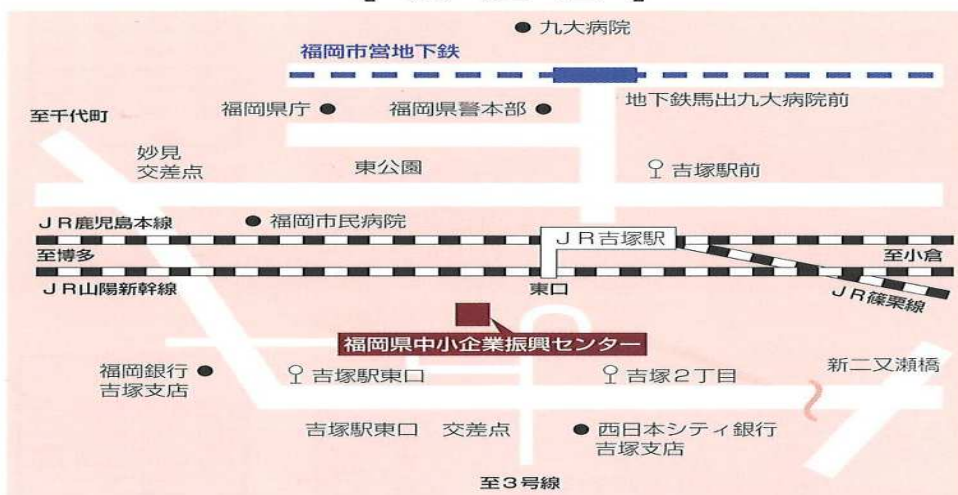 九大病院
福岡市営地下鉄
地下鉄馬出九大病院前
福岡県庁
福岡県警本部
至千代町
妙見
交差点
東公園
吉塚駅前
JR鹿児島本線
福岡市民病院
JR吉塚駅
至博多
至小倉
JR山陽新幹線
東口
JR篠栗線
福岡県中小企業振興センター
福岡銀行
吉塚支店
吉塚駅東口
吉塚2丁目
新二又瀬橋
吉塚駅東口 交差点
西日本シティ銀行
吉塚支店
至3号線